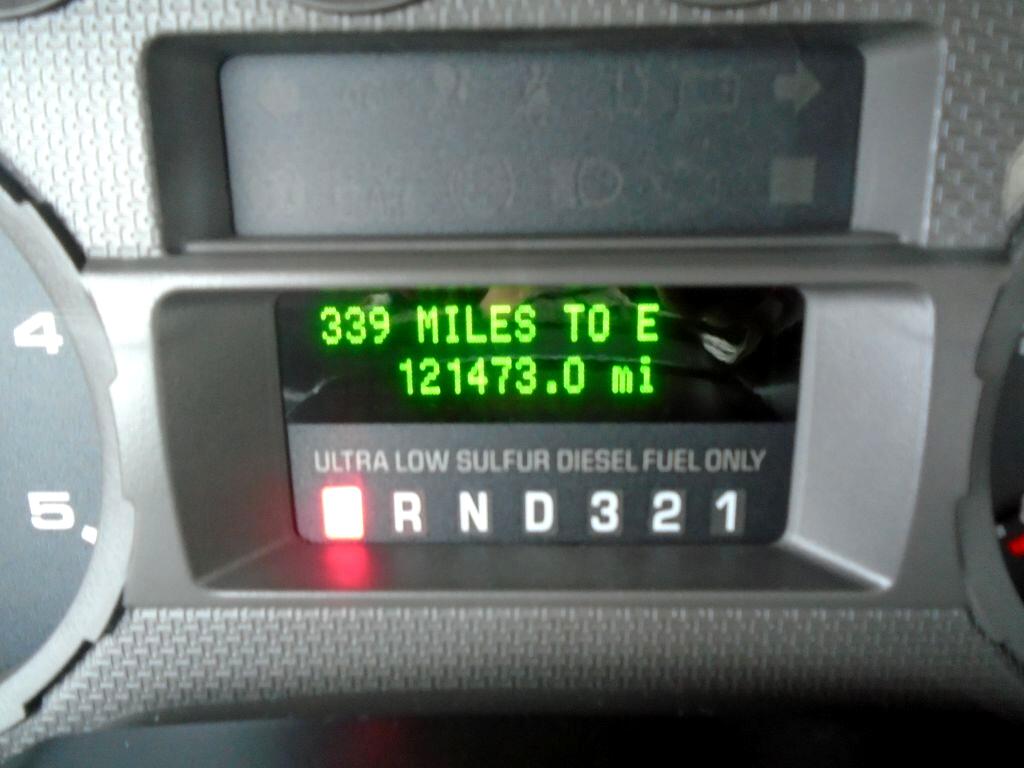 339 MILES TO E
121473.0 mi
ULTRA LOW SULFUR DIESEL FUEL ONLY
R N D 3 2 1
4
5